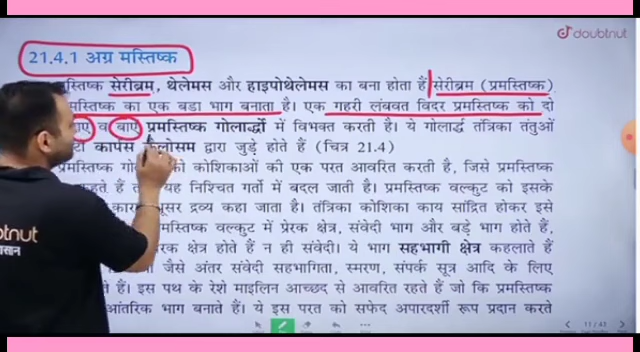 doubtnut
21.4.1 अग्र मस्तिष्क
मस्तिष्क सेरीब्रम, थेलेमस और हाइपोथेलेमस का बना होता हैं सेरीब्रम (प्रमस्तिष्क)
मस्तिष्क का एक बडा भाग बनाता है। एक गहरी लंबवत विदर प्रमस्तिष्क को दो
व बाएं प्रमस्तिष्क गोलार्द्धो में विभक्त करती है। ये गोलार्द्ध तंत्रिका तंतुओं
कार्पस द्वारा जुड़े होते हैं (चित्र 21.4)
प्रमस्तिष्क को कोशिकाओं की एक परत आवरित करती है, जिसे प्रमस्तिष्क
कहते हैं यह निश्चित गर्तो में बदल जाती है। प्रमस्तिष्क वल्कुट को इसके
धूसर द्रव्य कहा जाता है। तंत्रिका कोशिका काय सांद्रित होकर इसे
मस्तिष्क वल्कुट में प्रेरक क्षेत्र, संवेदी भाग और बड़े भाग होते हैं,
क्षेत्र होते हैं न ही संवेदी। ये भाग सहभागी क्षेत्र कहलाते हैं
जैसे अंतर संवेदी सहभागिता, स्मरण, संपर्क सूत्र आदि के लिए
हैं। इस पथ के रेशे माइलिन आच्छद से आवरित रहते हैं जो कि प्रमस्तिष्क
आंतरिक भाग बनाते हैं। ये इस परत को सफेद अपारदर्शी रूप प्रदान करते
11 / 43